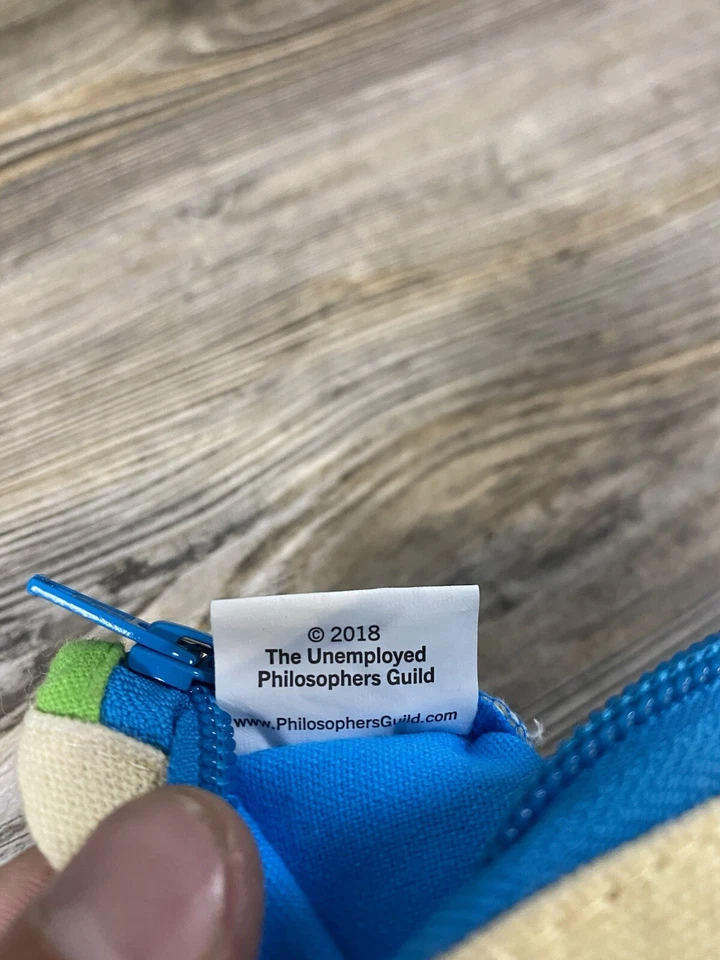 © 2018
The Unemployed
Philosophers Guild
www.PhilosophersGuild.com